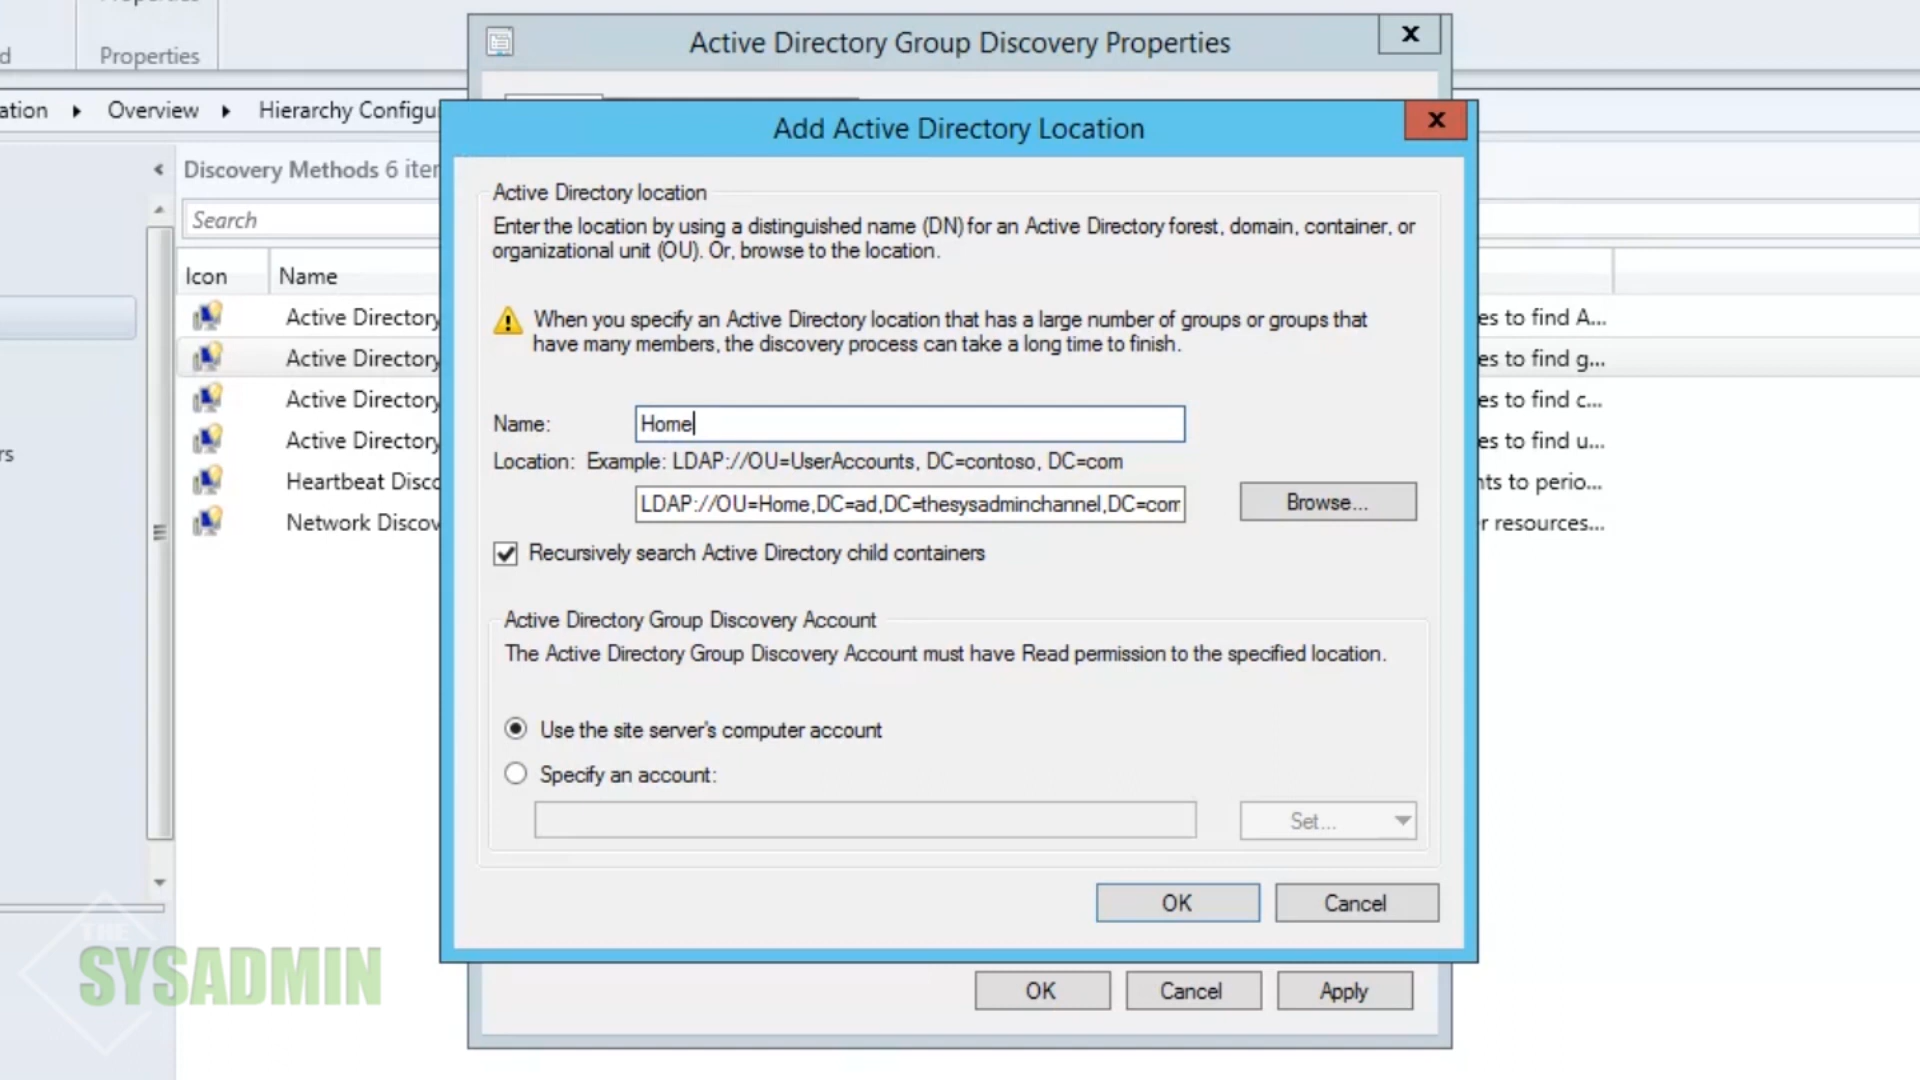 Properties
d
Properties
Active Directory Group Discovery Properties
x
ation
Overview
Hierarchy Configu
Add Active Directory Location
x
Discovery Methods 6 iter
Search
Icon
Name
Active Directory
Active Directory
Active Directory
Active Directory
Heartbeat Disco
Network Discov
rs
Active Directory location
Enter the location by using a distinguished name (DN) for an Active Directory forest, domain, container, or
organizational unit (OU). Or, browse to the location.
When you specify an Active Directory location that has a large number of groups or groups that
have many members, the discovery process can take a long time to finish.
Name:
Home
Location: Example: LDAP://OU=UserAccounts, DC=contoso, DC=com
LDAP://OU=Home,DC=ad,DC=thesysadminchannel,DC=com
Browse...
Recursively search Active Directory child containers
Active Directory Group Discovery Account
The Active Directory Group Discovery Account must have Read permission to the specified location.
Use the site server's computer account
Specify an account:
Set...
OK
Cancel
es to find A...
es to find g...
es to find c...
es to find u...
nts to perio...
r resources...
OK
Cancel
Apply
THE
SYSADMIN